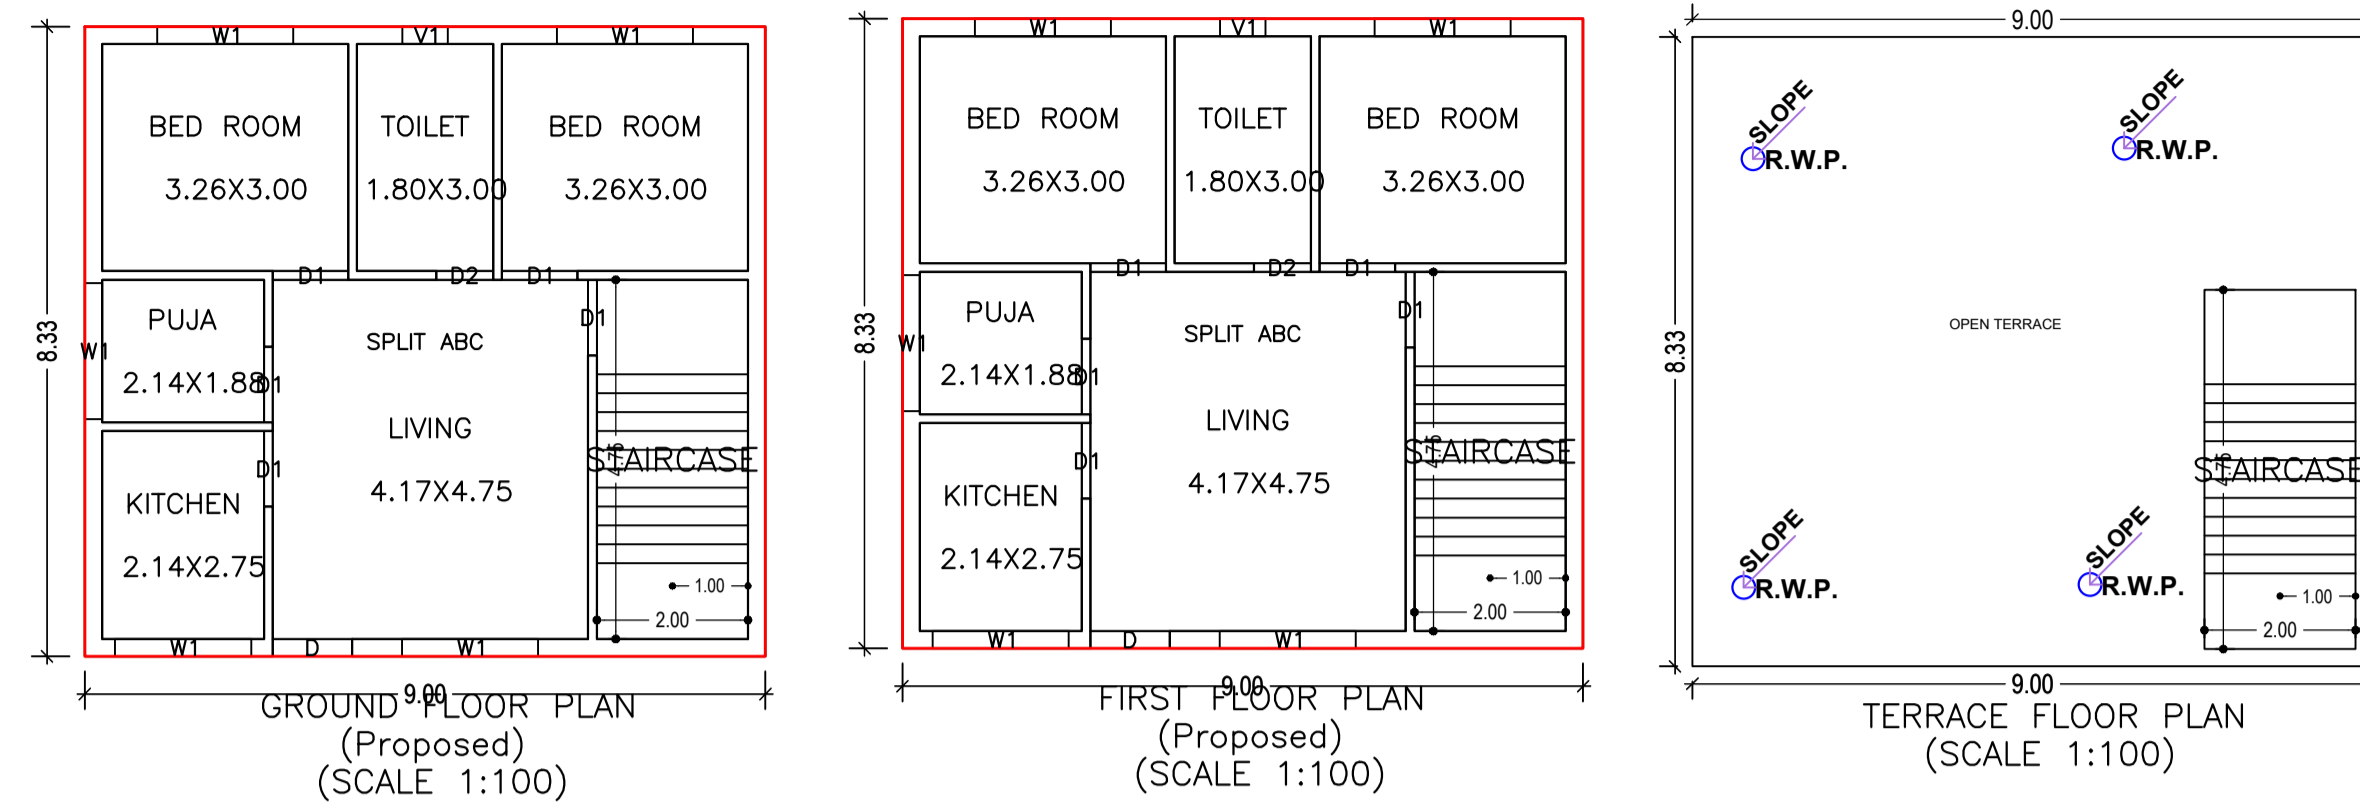 W1 V1 W1
BED ROOM TOILET BED ROOM
3.26X3.00 1.80X3.00 3.26X3.00
D1 D2 D1
PUJA
SPLIT ABC
D1
8.33
W1
2.14X1.88
D1
LIVING
STAIRCASE
4.75
D1
4.17X4.75
KITCHEN
2.14X2.75
1.00
2.00
W1 D W1
9.00
GROUND FLOOR PLAN
(Proposed)
(SCALE 1:100)
W1 V1 W1
BED ROOM TOILET BED ROOM
3.26X3.00 1.80X3.00 3.26X3.00
D1 D2 D1
PUJA
SPLIT ABC
D1
8.33
W1
2.14X1.88
D1
LIVING
STAIRCASE
4.75
D1
4.17X4.75
KITCHEN
2.14X2.75
1.00
2.00
W1 D W1
9.00
FIRST FLOOR PLAN
(Proposed)
(SCALE 1:100)
9.00
SLOPE
R.W.P.
SLOPE
R.W.P.
OPEN TERRACE
8.33
STAIRCASE
4.75
SLOPE
R.W.P.
SLOPE
R.W.P.
1.00
2.00
9.00
TERRACE FLOOR PLAN
(SCALE 1:100)